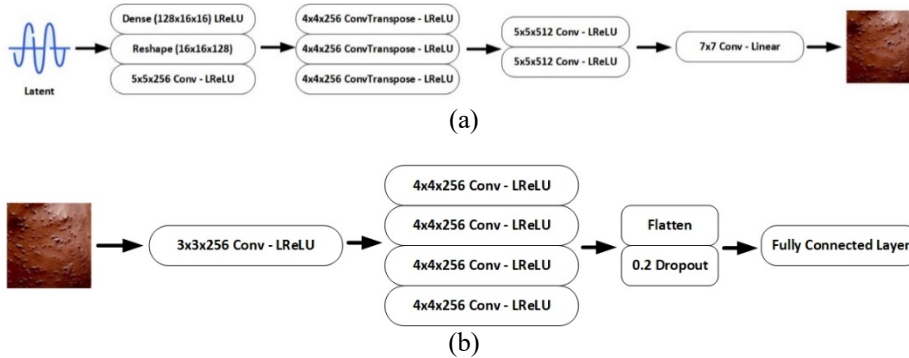 Dense (128x16x16) LReLU
Reshape (16x16x128)
5x5x256 Conv - LReLU
Latent
4x4x256 ConvTranspose - LReLU
4x4x256 ConvTranspose - LReLU
4x4x256 ConvTranspose - LReLU
5x5x512 Conv - LReLU
5x5x512 Conv - LReLU
7x7 Conv - Linear
(a)
3x3x256 Conv - LReLU
4x4x256 Conv - LReLU
4x4x256 Conv - LReLU
4x4x256 Conv - LReLU
4x4x256 Conv - LReLU
Flatten
0.2 Dropout
Fully Connected Layer
(b)